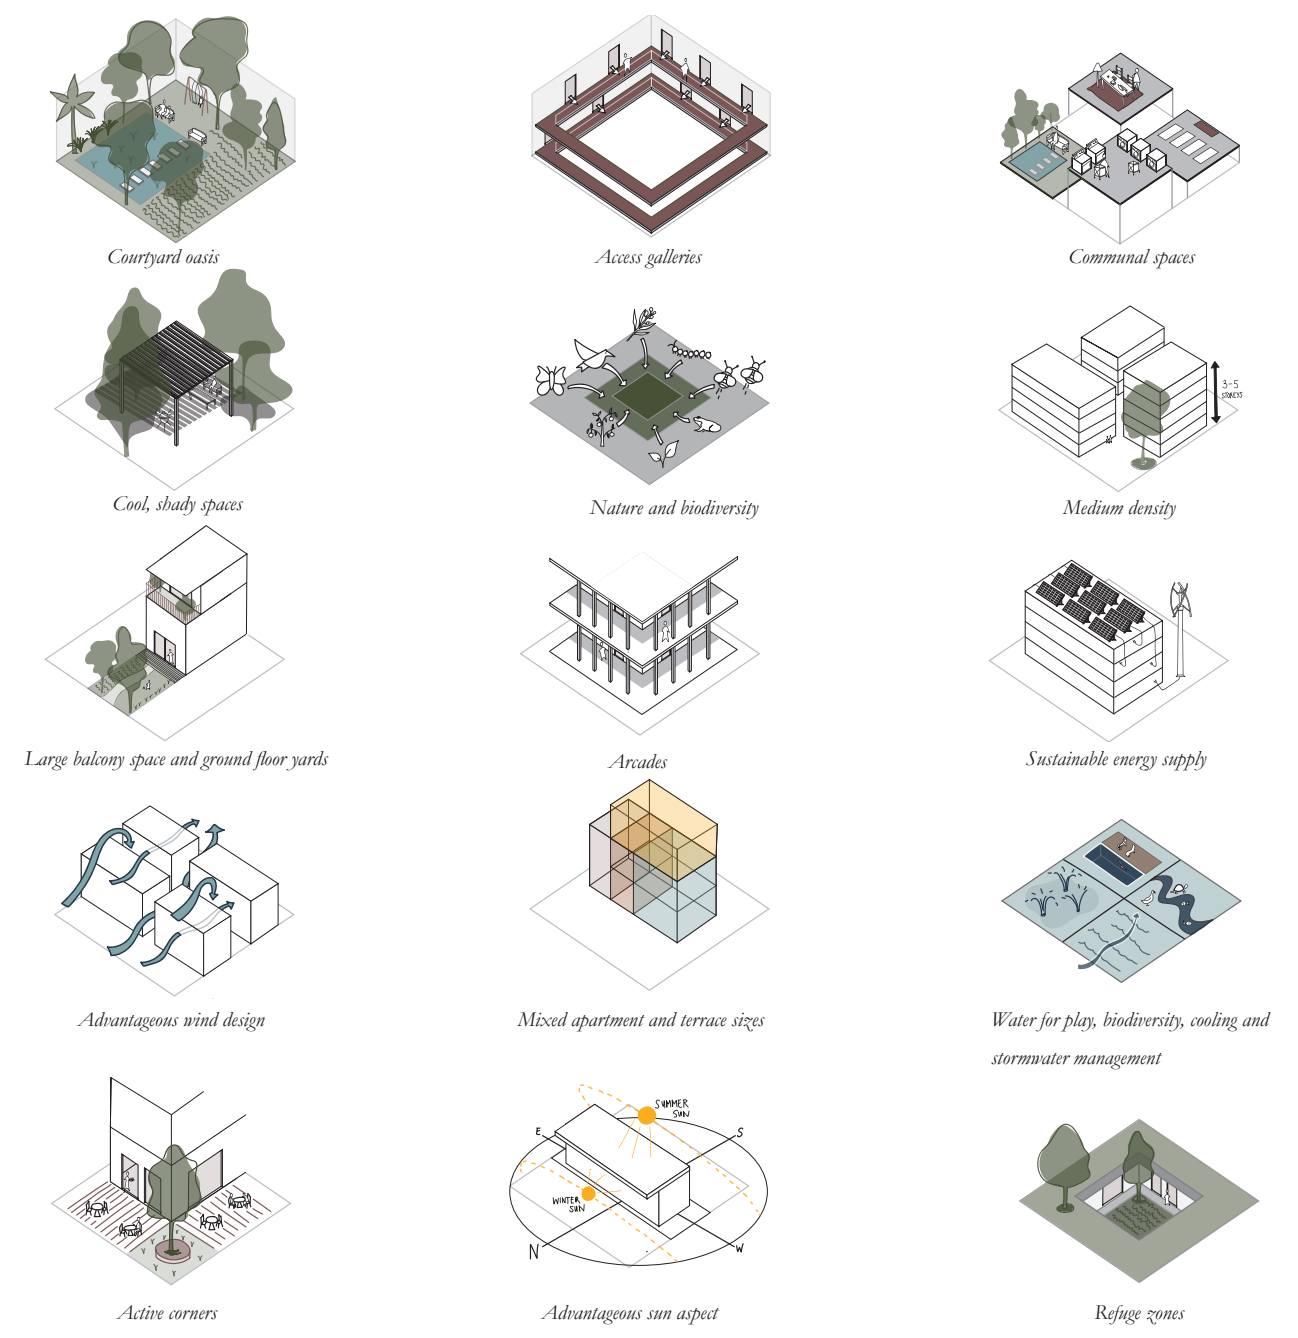 Courtyard oasis
Access galleries
Communal spaces
Cool, shady spaces
Nature and biodiversity
3-5
STOREYS
Medium density
Large balcony space and ground floor yards
Arcades
Sustainable energy supply
Advantageous wind design
Mixed apartment and terrace sizes
Water for play, biodiversity, cooling and
stormwater management
Active corners
SUMMER
SUN
E
S
WINTER
SUN
N
W
Advantageous sun aspect
Refuge zones